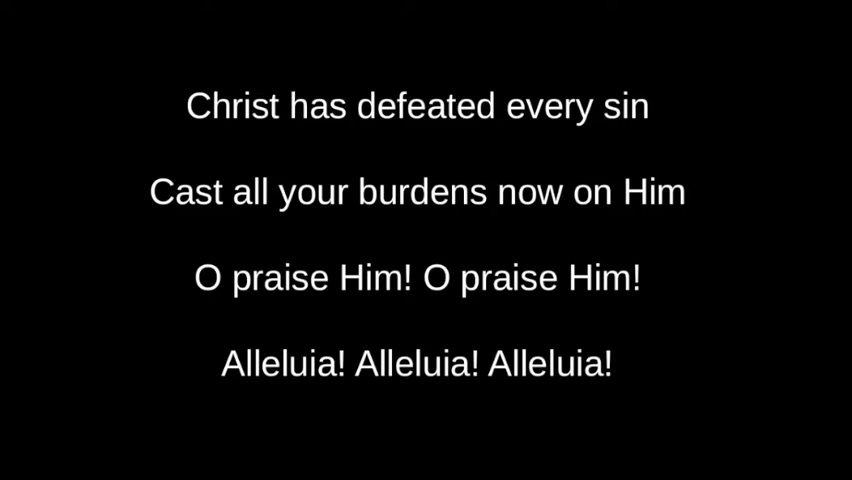 Christ has defeated every sin
Cast all your burdens now on Him
O praise Him! O praise Him!
Alleluia! Alleluia! Alleluia!